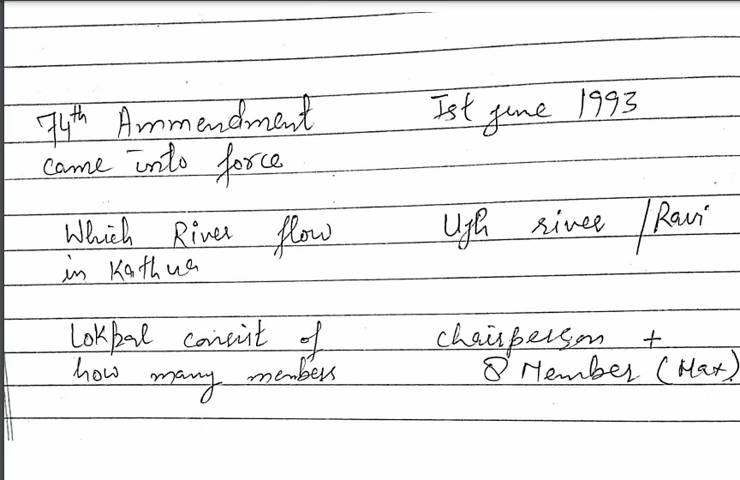 74th Ammendment Ist june 1993
came into force
Which River flow Ujh river / Ravi
in Kathua
Lokpal consist of chairperson +
how many members 8 Member (Max)